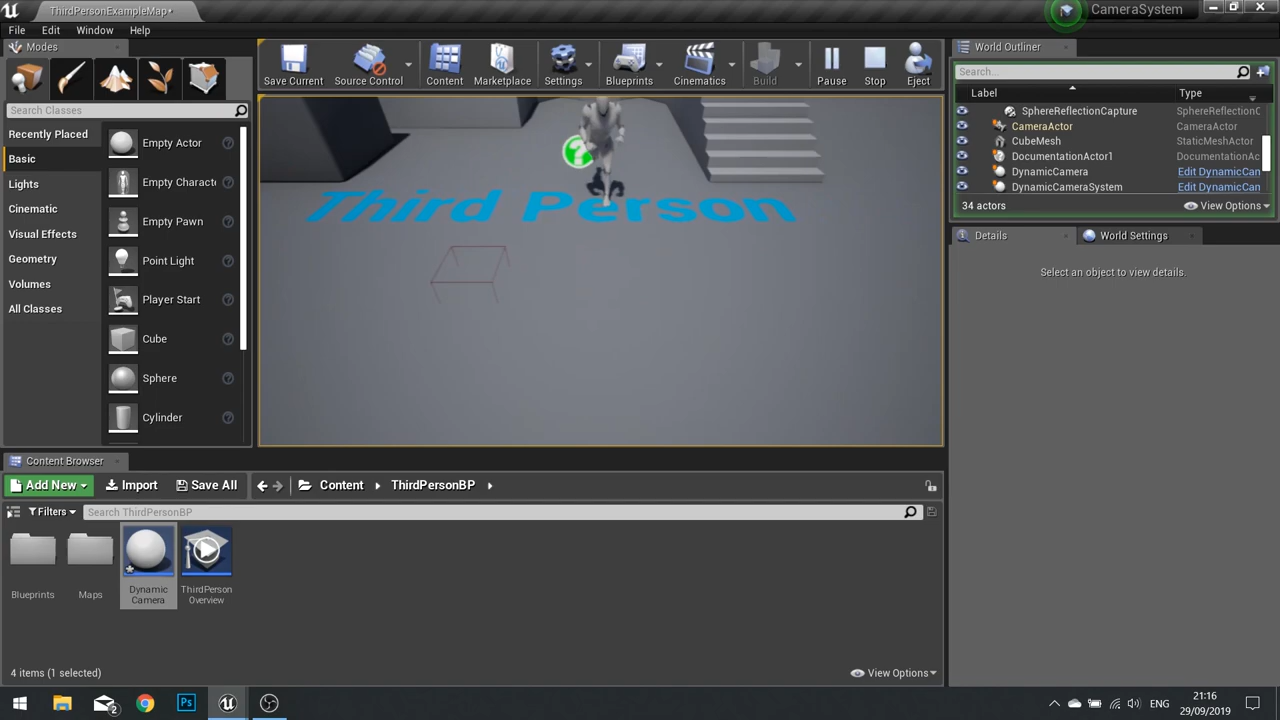 ThirdPersonExampleMap*
CameraSystem
File Edit Window Help
Modes
Search Classes
Recently Placed
Basic
Lights
Cinematic
Visual Effects
Geometry
Volumes
All Classes
Empty Actor
Empty Characte
Empty Pawn
Point Light
Player Start
Cube
Sphere
Cylinder
Save Current
Source Control
Content
Marketplace
Settings
Blueprints
Cinematics
Build
Pause
Stop
Eject
Third Person
World Outliner
Search...
Label Type
SphereReflectionCapture SphereReflectionC
CameraActor CameraActor
CubeMesh StaticMeshActor
DocumentationActor1 DocumentationAc
DynamicCamera Edit DynamicCan
DynamicCameraSystem Edit DynamicCan
34 actors View Options
Details World Settings
Select an object to view details.
Content Browser
Add New Import Save All Content ThirdPersonBP
Filters Search ThirdPersonBP
Blueprints
Maps
Dynamic
Camera
ThirdPerson
Overview
4 items (1 selected) View Options
2
Ps
ENG
21:16
29/09/2019